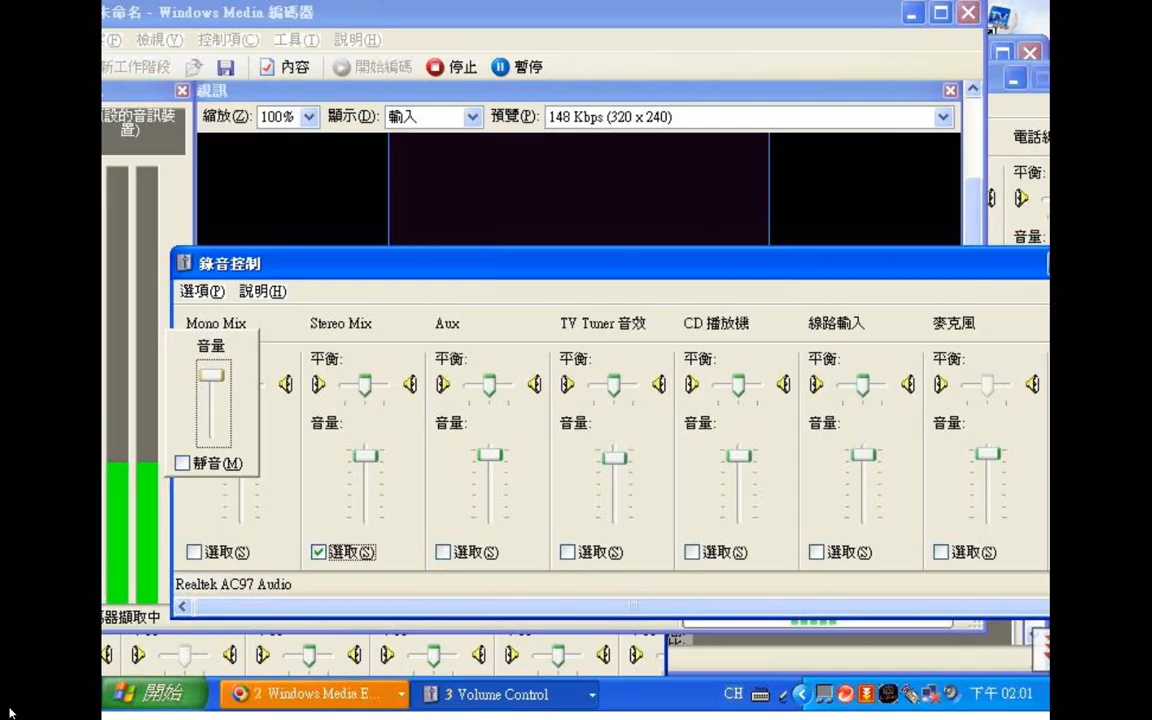 未命名 - Windows Media 編碼器
(F) 檢視(V) 控制項(C) 工具(T) 說明(H)
新工作階段 內容 開始編碼 停止 暫停
視訊
設的音訊裝
置)
縮放(Z): 100% 顯示(D): 輸入 預覽(P): 148 Kbps (320 x 240)
電話線
平衡:
音量:
錄音控制
選項(P) 說明(H)
Mono Mix Stereo Mix Aux TV Tuner 音效 CD 播放機 線路輸入 麥克風
音量
平衡: 平衡: 平衡: 平衡: 平衡: 平衡:
音量: 音量: 音量: 音量: 音量: 音量:
靜音(M)
選取(S) 選取(S) 選取(S) 選取(S) 選取(S) 選取(S) 選取(S)
Realtek AC97 Audio
器擷取中
開始 2 Windows Media E... 3 Volume Control CH 下午 02:01